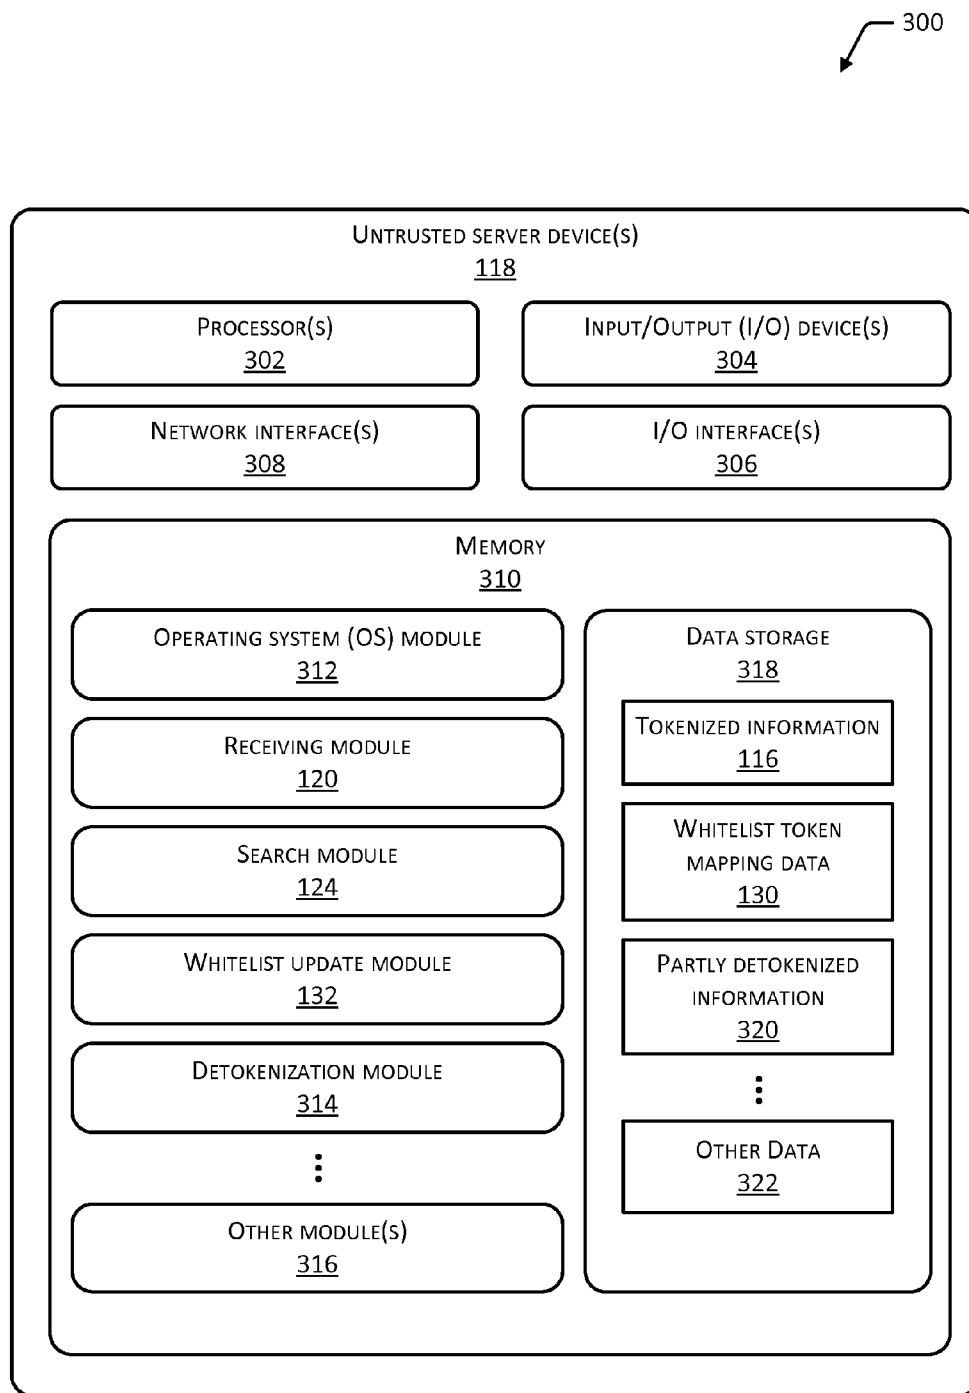 300
Untrusted server device(s)
118
Processor(s)
302
Input/Output (I/O) device(s)
304
Network interface(s)
308
I/O interface(s)
306
Memory
310
Operating system (OS) module
312
Receiving module
120
Search module
124
Whitelist update module
132
Detokenization module
314
Other module(s)
316
Data storage
318
Tokenized information
116
Whitelist token
mapping data
130
Partly detokenized
information
320
Other Data
322